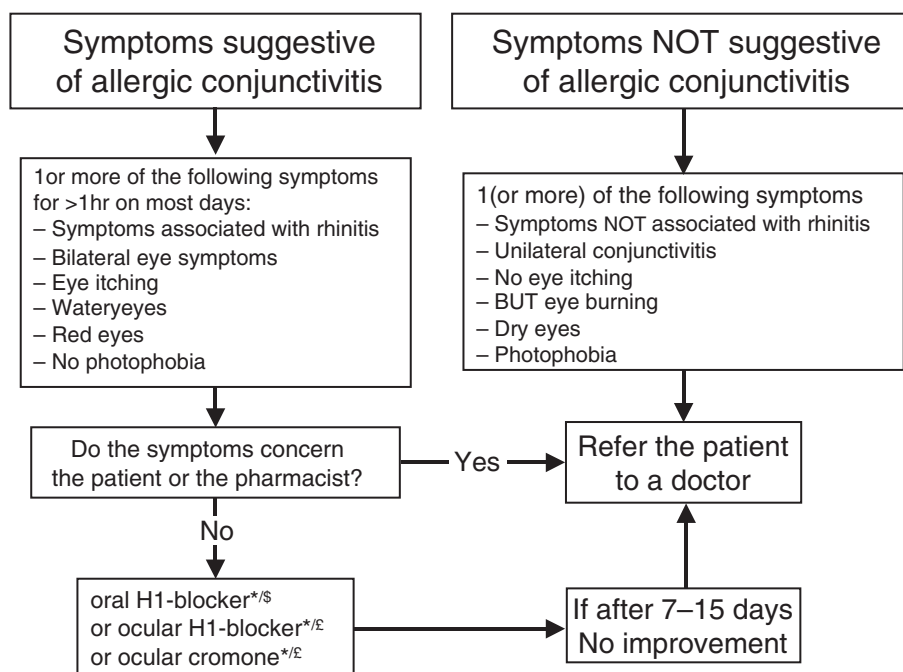 Symptoms suggestive
of allergic conjunctivitis
Symptoms NOT suggestive
of allergic conjunctivitis
1or more of the following symptoms
for >1hr on most days:
– Symptoms associated with rhinitis
– Bilateral eye symptoms
– Eye itching
– Wateryeyes
– Red eyes
– No photophobia
1(or more) of the following symptoms
– Symptoms NOT associated with rhinitis
– Unilateral conjunctivitis
– No eye itching
– BUT eye burning
– Dry eyes
– Photophobia
Do the symptoms concern
the patient or the pharmacist?
Yes
Refer the patient
to a doctor
No
oral H1-blocker*/$
or ocular H1-blocker*/£
or ocular cromone*/£
If after 7–15 days
No improvement